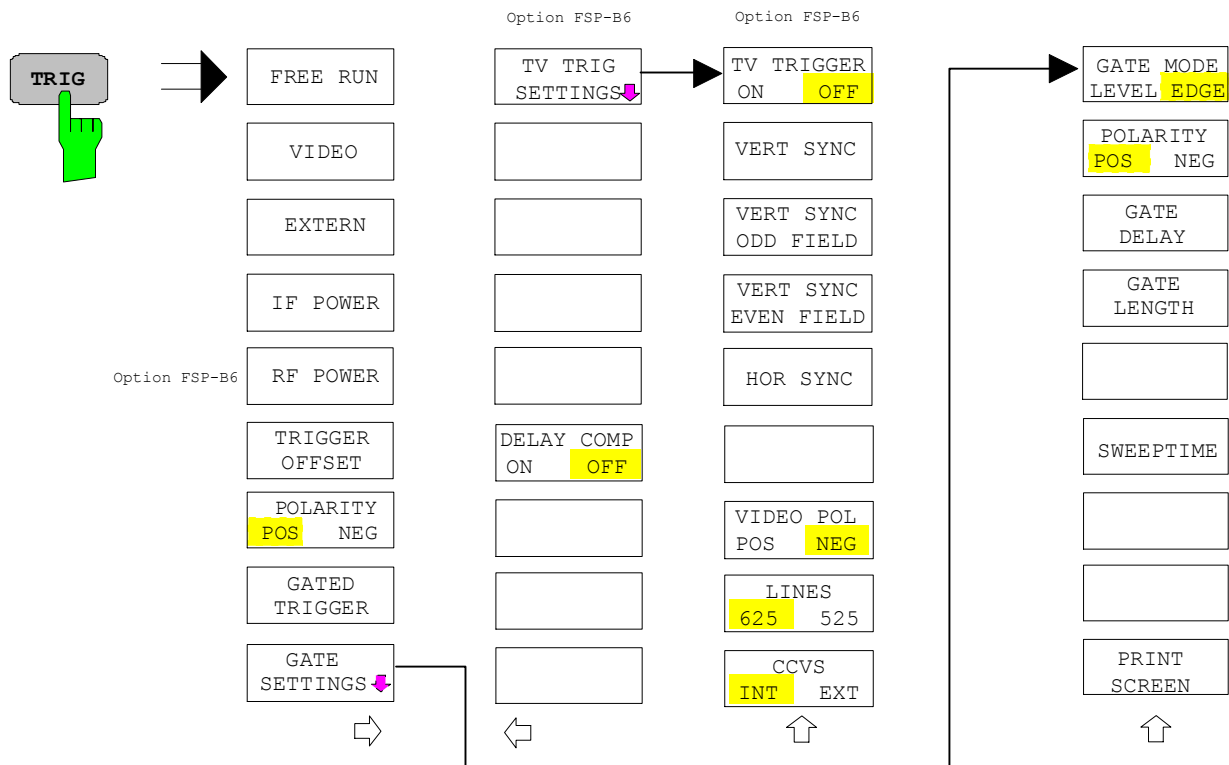 Option FSP-B6
Option FSP-B6
TRIG
FREE RUN
VIDEO
EXTERN
IF POWER
Option FSP-B6
RF POWER
TRIGGER
OFFSET
POLARITY
POS NEG
GATED
TRIGGER
GATE
SETTINGS
TV TRIG
SETTINGS
DELAY COMP
ON OFF
TV TRIGGER
ON OFF
VERT SYNC
VERT SYNC
ODD FIELD
VERT SYNC
EVEN FIELD
HOR SYNC
VIDEO POL
POS NEG
LINES
625 525
CCVS
INT EXT
GATE MODE
LEVEL EDGE
POLARITY
POS NEG
GATE
DELAY
GATE
LENGTH
SWEEPTIME
PRINT
SCREEN